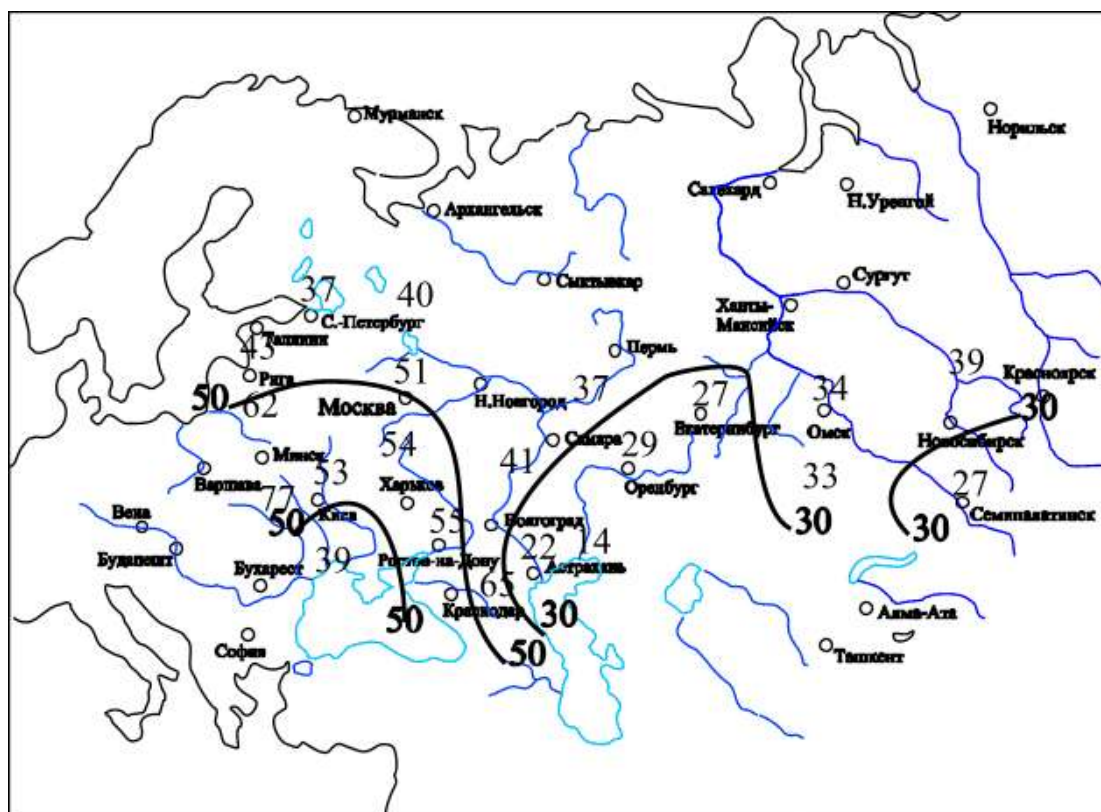 Мурманск
Норильск
Салехард
Н.Уренгой
Архангельск
Сыктывкар
Сургут
37
40
С.-Петербург
Ханты-
Мансийск
Таллинн
43
Пермь
39
Рига
51
37
27
34
Красноярск
50
62
Москва
Н.Новгород
30
Екатеринбург
Омск
Новосибирск
54
Самара
Минск
41
29
53
33
27
Варшава
Харьков
Оренбург
77
Киев
Семипалатинск
Вена
50
55
Волгоград
30
30
Будапешт
39
Ростов-на-Дону
22
14
Астрахань
Бухарест
65
Краснодар
50
30
Алма-Ата
София
50
Ташкент